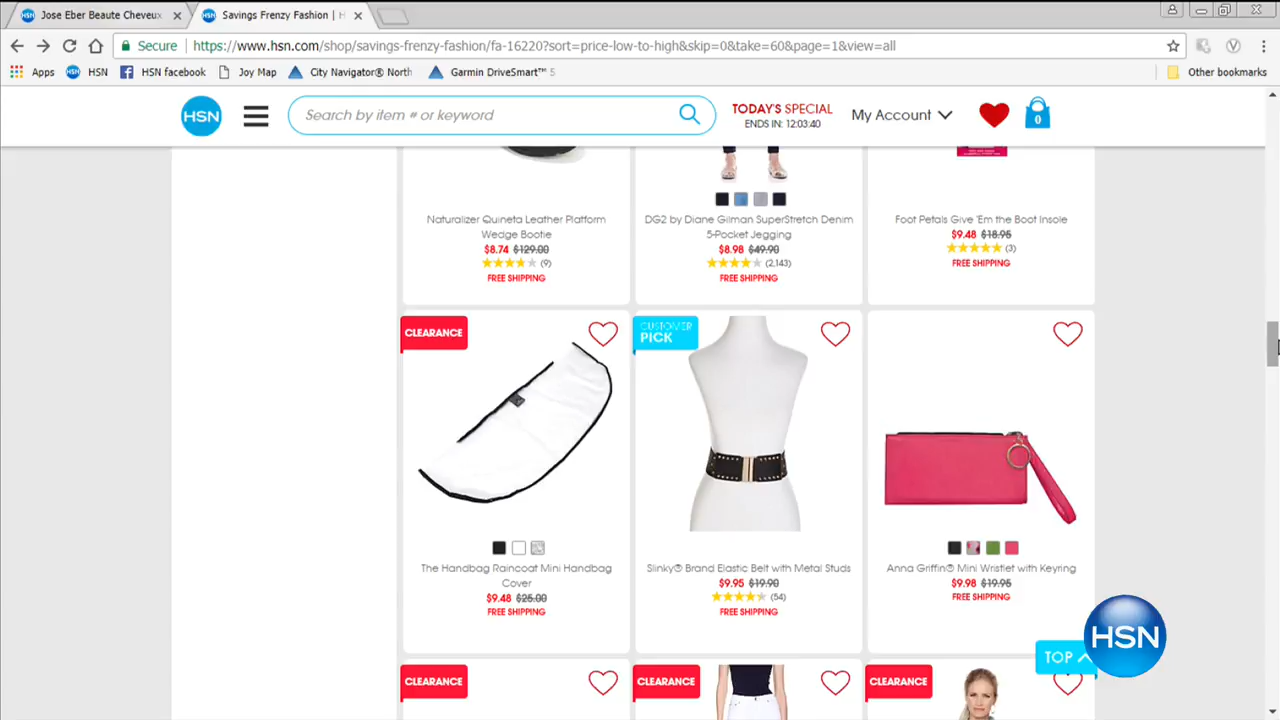 Jose Eber Beaute Cheveux
Savings Frenzy Fashion | H
Secure
https://www.hsn.com/shop/savings-frenzy-fashion/fa-16220?sort=price-low-to-high&skip=0&take=60&page=1&view=all
Apps
HSN
HSN facebook
Joy Map
City Navigator® North
Garmin DriveSmart™ 5
Other bookmarks
HSN
Search by item # or keyword
TODAY'S SPECIAL
ENDS IN: 12:03:40
My Account
0
Naturalizer Quineta Leather Platform
Wedge Bootie
$8.74 $129.00
(9)
FREE SHIPPING
DG2 by Diane Gilman SuperStretch Denim
5-Pocket Jegging
$8.98 $49.90
(2,143)
FREE SHIPPING
Foot Petals Give 'Em the Boot Insole
$9.48 $18.95
(3)
FREE SHIPPING
CLEARANCE
CUSTOMER
PICK
The Handbag Raincoat Mini Handbag
Cover
$9.48 $25.00
FREE SHIPPING
Slinky® Brand Elastic Belt with Metal Studs
$9.95 $19.90
(54)
FREE SHIPPING
Anna Griffin® Mini Wristlet with Keyring
$9.98 $19.95
FREE SHIPPING
TOP
HSN
CLEARANCE
CLEARANCE
CLEARANCE